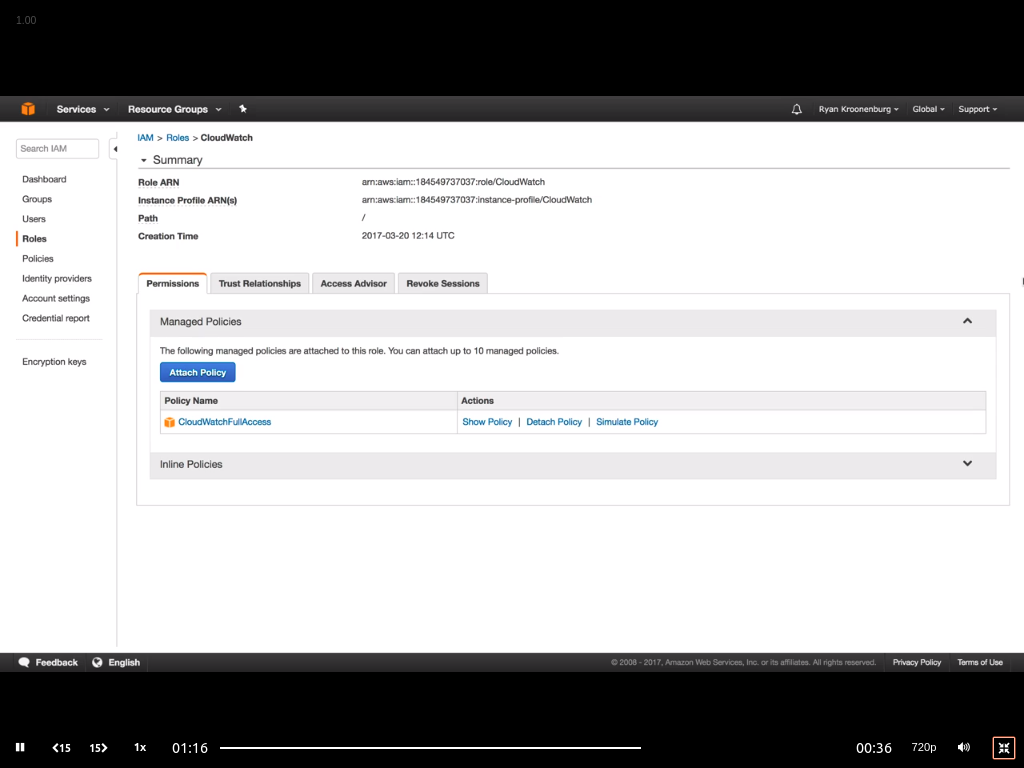 1.00
Services Resource Groups Ryan Kroonenburg Global Support
IAM > Roles > CloudWatch
Search IAM
Summary
Dashboard
Groups
Users
Roles
Policies
Identity providers
Account settings
Credential report
Encryption keys
Role ARN arn:aws:iam::184549737037:role/CloudWatch
Instance Profile ARN(s) arn:aws:iam::184549737037:instance-profile/CloudWatch
Path /
Creation Time 2017-03-20 12:14 UTC
Permissions Trust Relationships Access Advisor Revoke Sessions
Managed Policies
The following managed policies are attached to this role. You can attach up to 10 managed policies.
Attach Policy
Policy Name Actions
CloudWatchFullAccess Show Policy | Detach Policy | Simulate Policy
Inline Policies
Feedback English © 2008 - 2017, Amazon Web Services, Inc. or its affiliates. All rights reserved. Privacy Policy Terms of Use
15 15 1x 01:16 00:36 720p